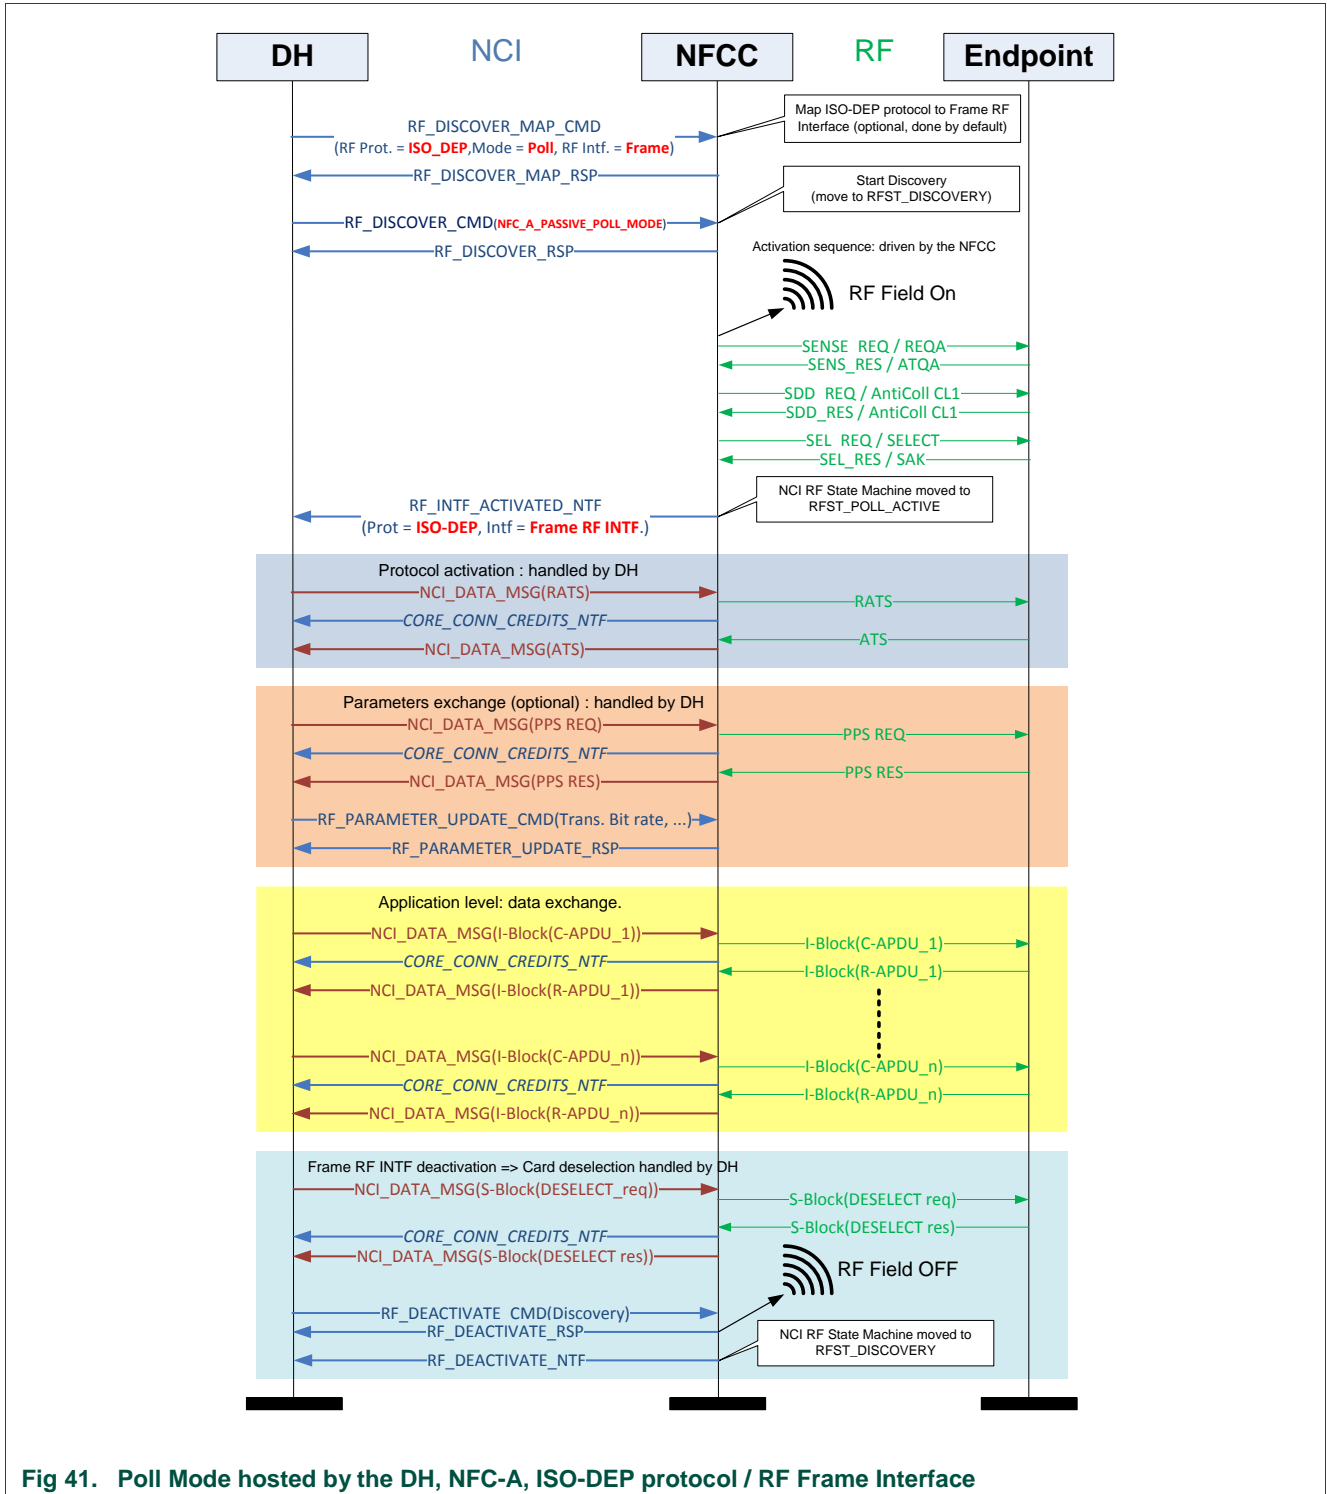 DH
NCI
NFCC
RF
Endpoint
Map ISO-DEP protocol to Frame RF
Interface (optional, done by default)
RF_DISCOVER_MAP_CMD
(RF Prot. = ISO_DEP,Mode = Poll, RF Intf. = Frame)
RF_DISCOVER_MAP_RSP
Start Discovery
(move to RFST_DISCOVERY)
RF_DISCOVER_CMD(NFC_A_PASSIVE_POLL_MODE)
RF_DISCOVER_RSP
Activation sequence: driven by the NFCC
RF Field On
SENSE_REQ / REQA
SENS_RES / ATQA
SDD_REQ / AntiColl CL1
SDD_RES / AntiColl CL1
SEL_REQ / SELECT
SEL_RES / SAK
NCI RF State Machine moved to
RFST_POLL_ACTIVE
RF_INTF_ACTIVATED_NTF
(Prot = ISO-DEP, Intf = Frame RF INTF.)
Protocol activation : handled by DH
NCI_DATA_MSG(RATS)
RATS
CORE_CONN_CREDITS_NTF
ATS
NCI_DATA_MSG(ATS)
Parameters exchange (optional) : handled by DH
NCI_DATA_MSG(PPS REQ)
PPS REQ
CORE_CONN_CREDITS_NTF
PPS RES
NCI_DATA_MSG(PPS RES)
RF_PARAMETER_UPDATE_CMD(Trans. Bit rate, ...)
RF_PARAMETER_UPDATE_RSP
Application level: data exchange.
NCI_DATA_MSG(I-Block(C-APDU_1))
I-Block(C-APDU_1)
CORE_CONN_CREDITS_NTF
I-Block(R-APDU_1)
NCI_DATA_MSG(I-Block(R-APDU_1))
NCI_DATA_MSG(I-Block(C-APDU_n))
I-Block(C-APDU_n)
CORE_CONN_CREDITS_NTF
I-Block(R-APDU_n)
NCI_DATA_MSG(I-Block(R-APDU_n))
Frame RF INTF deactivation => Card deselection handled by DH
NCI_DATA_MSG(S-Block(DESELECT_req))
S-Block(DESELECT req)
S-Block(DESELECT res)
CORE_CONN_CREDITS_NTF
NCI_DATA_MSG(S-Block(DESELECT res))
RF Field OFF
RF_DEACTIVATE_CMD(Discovery)
RF_DEACTIVATE_RSP
NCI RF State Machine moved to
RFST_DISCOVERY
RF_DEACTIVATE_NTF
Fig 41. Poll Mode hosted by the DH, NFC-A, ISO-DEP protocol / RF Frame Interface